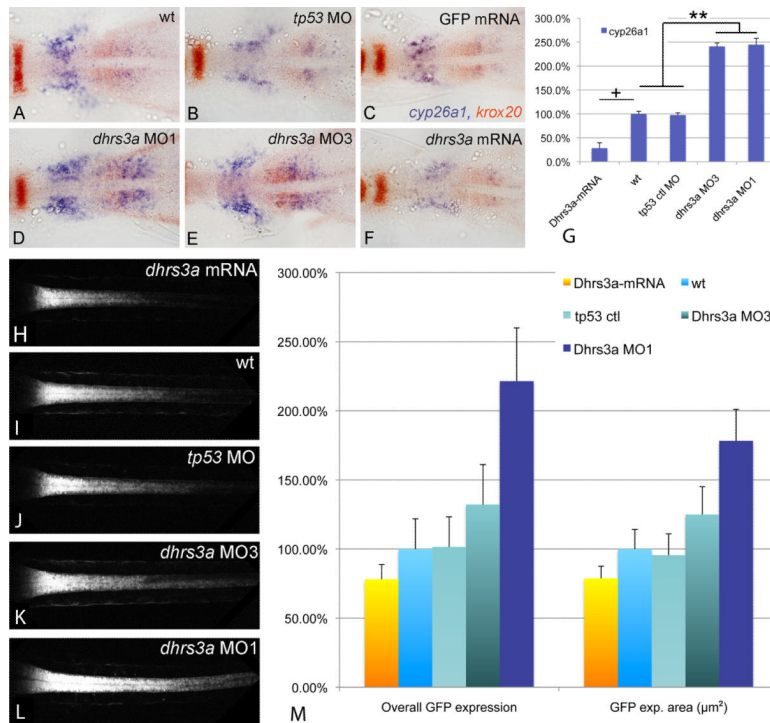 wt
A
tp53 MO
B
GFP mRNA
C
cyp26a1, krox20
dhrs3a MO1
D
dhrs3a MO3
E
dhrs3a mRNA
F
300.0%
250.0%
200.0%
150.0%
100.0%
50.0%
0.0%
cyp26a1
**
+
Dhrs3a-mRNA
wt
tp53 ctl MO
dhrs3a MO3
dhrs3a MO1
G
dhrs3a mRNA
H
wt
I
tp53 MO
J
dhrs3a MO3
K
dhrs3a MO1
L
300.00%
250.00%
200.00%
150.00%
100.00%
50.00%
0.00%
Dhrs3a-mRNA
wt
tp53 ctl
Dhrs3a MO3
Dhrs3a MO1
Overall GFP expression
GFP exp. area (µm²)
M